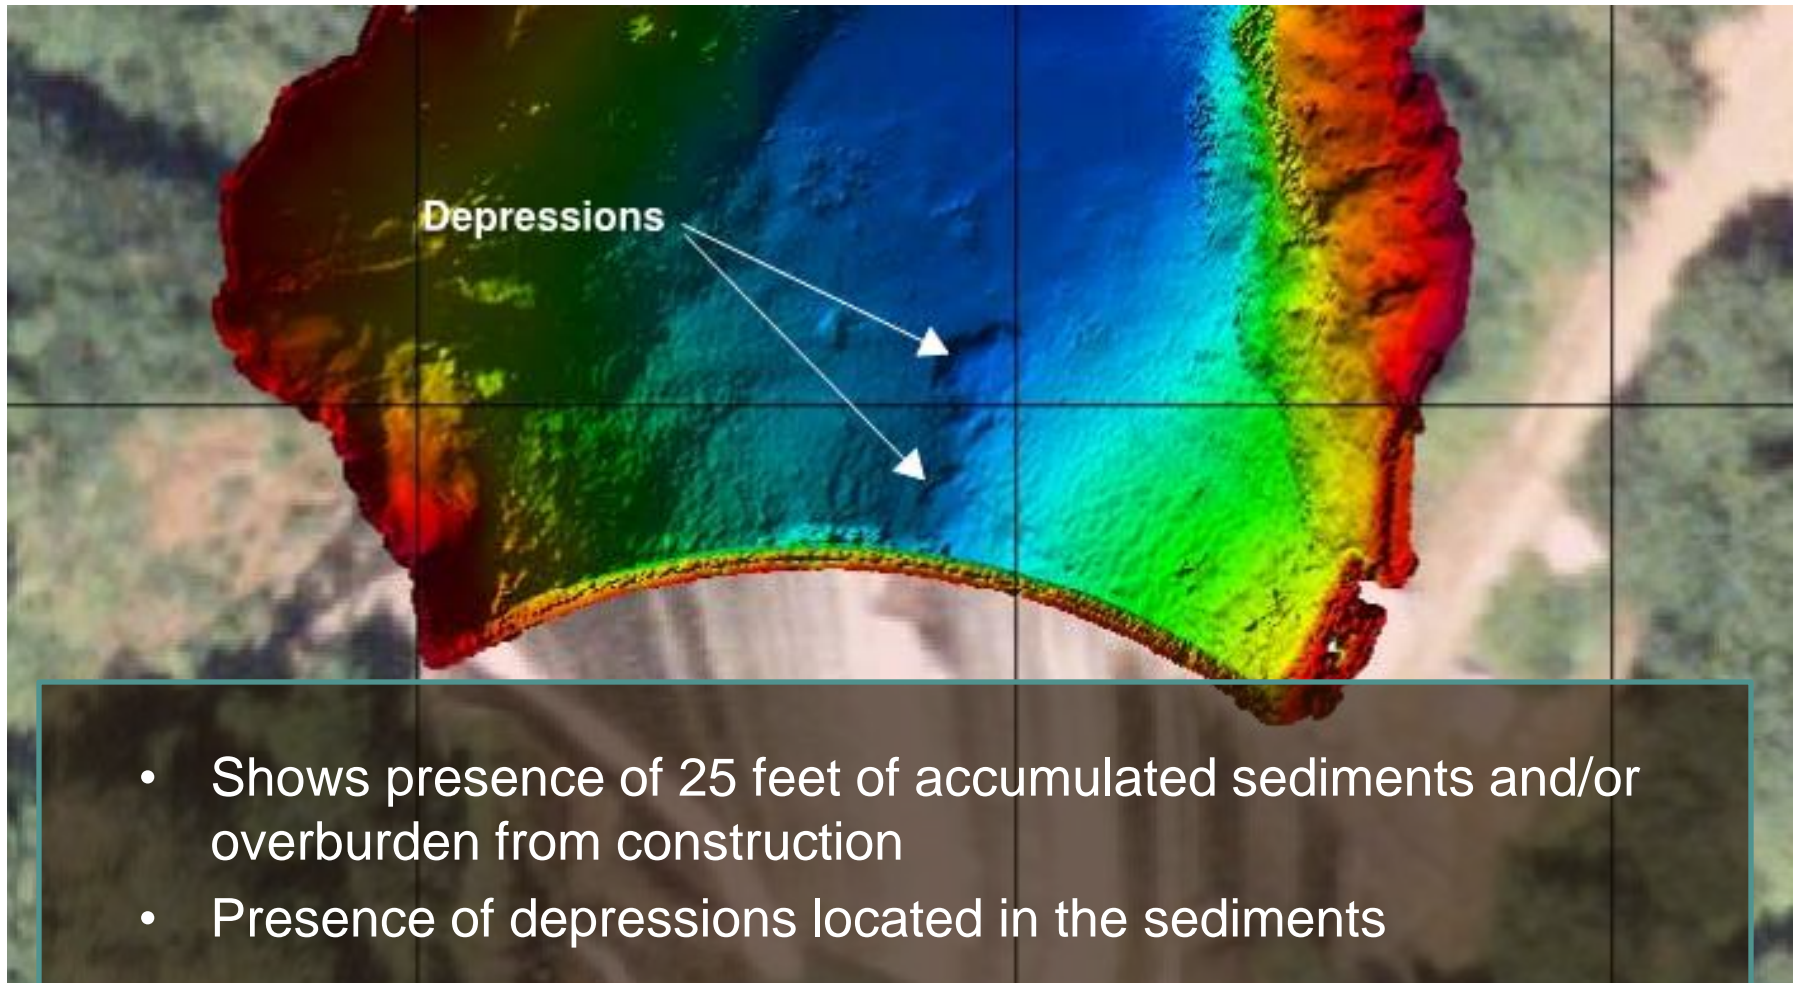 Depressions
• Shows presence of 25 feet of accumulated sediments and/or
overburden from construction
• Presence of depressions located in the sediments